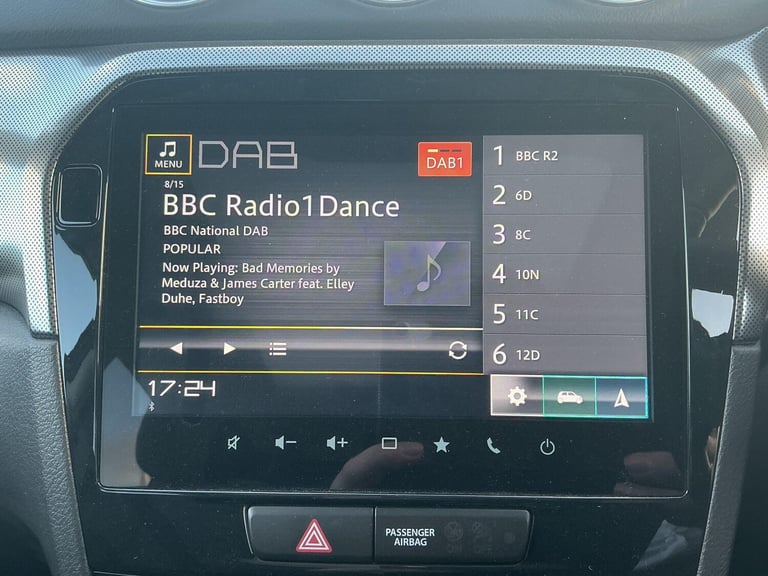 MENU
DAB
DAB1
8/15
BBC Radio1Dance
BBC National DAB
POPULAR
Now Playing: Bad Memories by
Meduza & James Carter feat. Elley
Duhe, Fastboy
1 BBC R2
2 6D
3 8C
4 10N
5 11C
6 12D
17:24
PASSENGER
AIRBAG